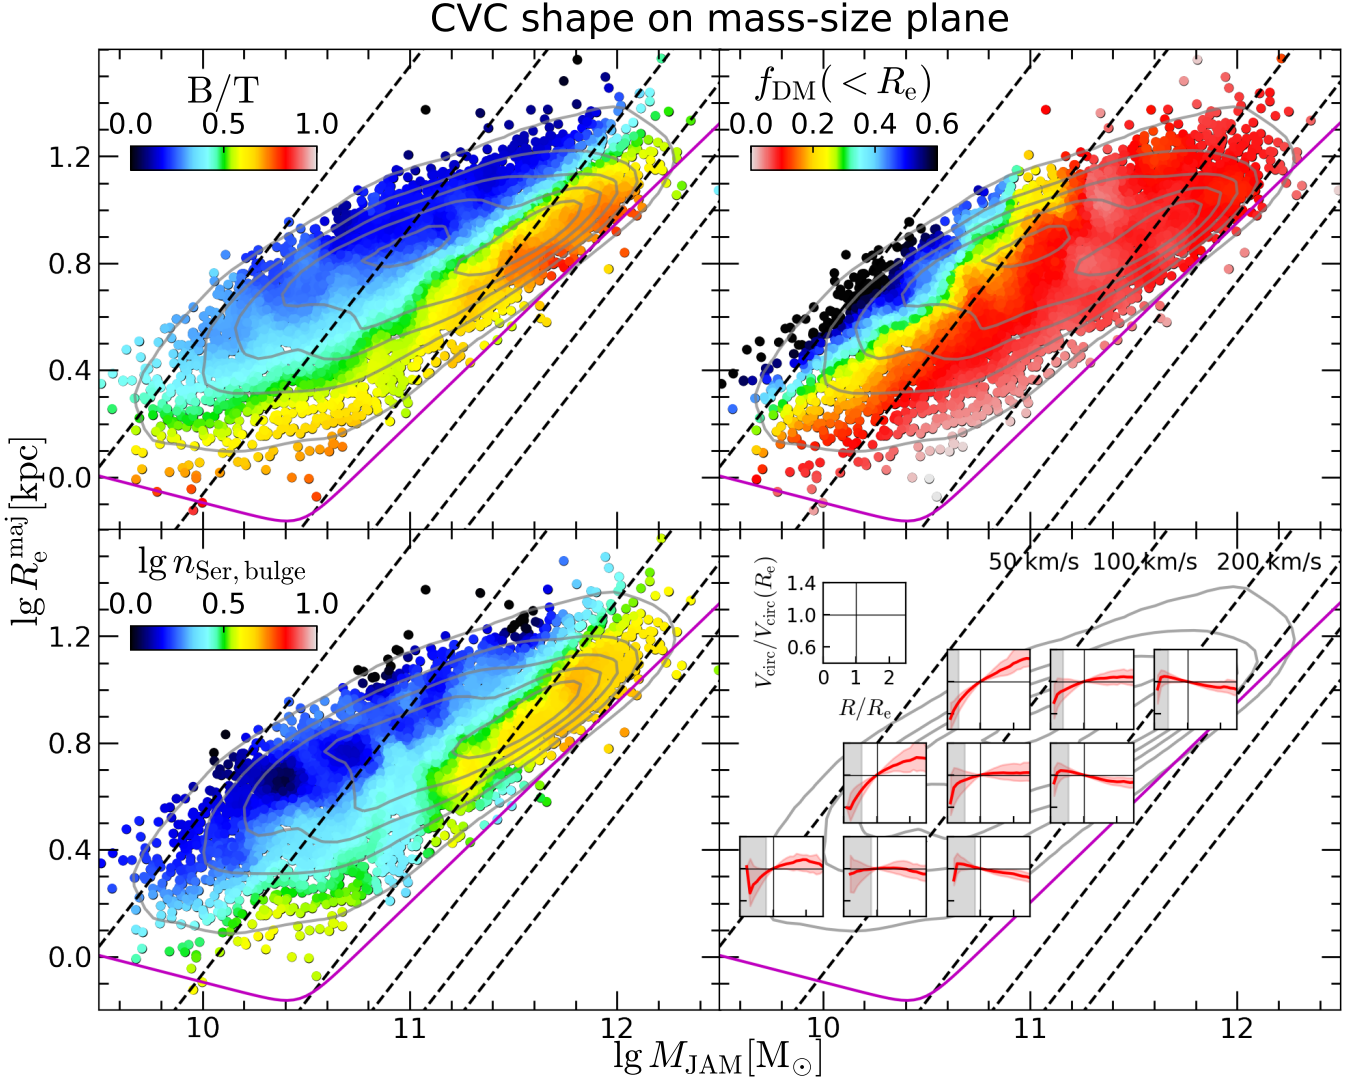 CVC shape on mass-size plane
B/T
0.0 0.5 1.0
f_DM(<R_e)
0.0 0.2 0.4 0.6
1.2
0.8
0.4
0.0
lg n_Ser, bulge
0.0 0.5 1.0
50 km/s 100 km/s 200 km/s
V_circ/V_circ(R_e)
1.4
1.0
0.6
0 1 2
R/R_e
1.2
0.8
0.4
0.0
lg R_e^maj [kpc]
10 11 12 10 11 12
lg M_JAM [M_⊙]